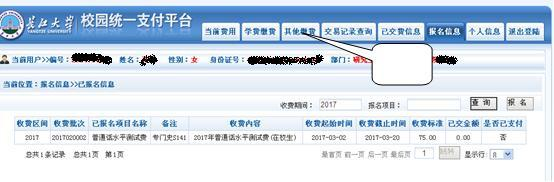 长江大学 校园统一支付平台
YANGTZE UNIVERSITY
当前费用 学费缴费 其他缴费 交易记录查询 已交费信息 报名信息 个人信息 退出登陆
当前用户>>编号： 姓名： 性别：女 身份证号： 部门：研究
当前位置：报名信息>>已报名信息
收费期间： 2017 报名项目： 查询 报名
收费区间 收费批次 已报名项目名称 备注 收费内容 收费起始时间 收费截止时间 收费标准 已交金额 是否已支付
2017 2017020002 普通话水平测试费 专门史S141 2017年普通话水平测试费(在校生) 2017-03-02 2017-03-20 75.00 0.00 否
总共1条记录 总共1页 第1页 首页 前一页 后一页 最后页 1 跳转 显示行： 8